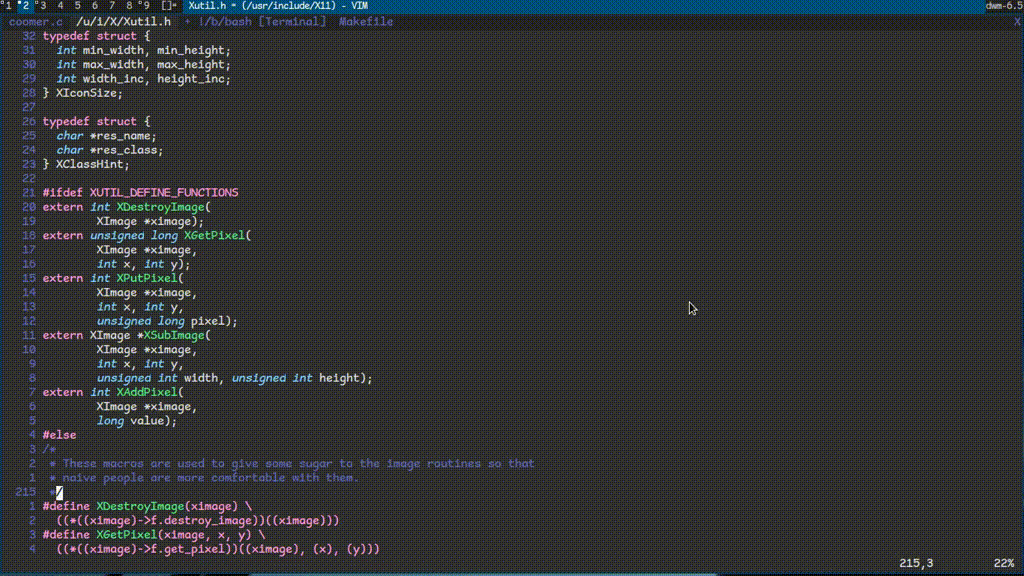 °1 °2 °3 4 5 6 7 8 °9 []= Xutil.h = (/usr/include/X11) - VIM dwm-6.5
coomer.c /u/i/X/Xutil.h + !/b/bash [Terminal] Makefile X
32 typedef struct {
31 int min_width, min_height;
30 int max_width, max_height;
29 int width_inc, height_inc;
28 } XIconSize;
27
26 typedef struct {
25 char *res_name;
24 char *res_class;
23 } XClassHint;
22
21 #ifdef XUTIL_DEFINE_FUNCTIONS
20 extern int XDestroyImage(
19 XImage *ximage);
18 extern unsigned long XGetPixel(
17 XImage *ximage,
16 int x, int y);
15 extern int XPutPixel(
14 XImage *ximage,
13 int x, int y,
12 unsigned long pixel);
11 extern XImage *XSubImage(
10 XImage *ximage,
9 int x, int y,
8 unsigned int width, unsigned int height);
7 extern int XAddPixel(
6 XImage *ximage,
5 long value);
4 #else
3 /*
2 * These macros are used to give some sugar to the image routines so that
1 * naive people are more comfortable with them.
215 */
1 #define XDestroyImage(ximage) \
2 ((*((ximage)->f.destroy_image))((ximage)))
3 #define XGetPixel(ximage, x, y) \
4 ((*((ximage)->f.get_pixel))((ximage), (x), (y)))
215,3 22%